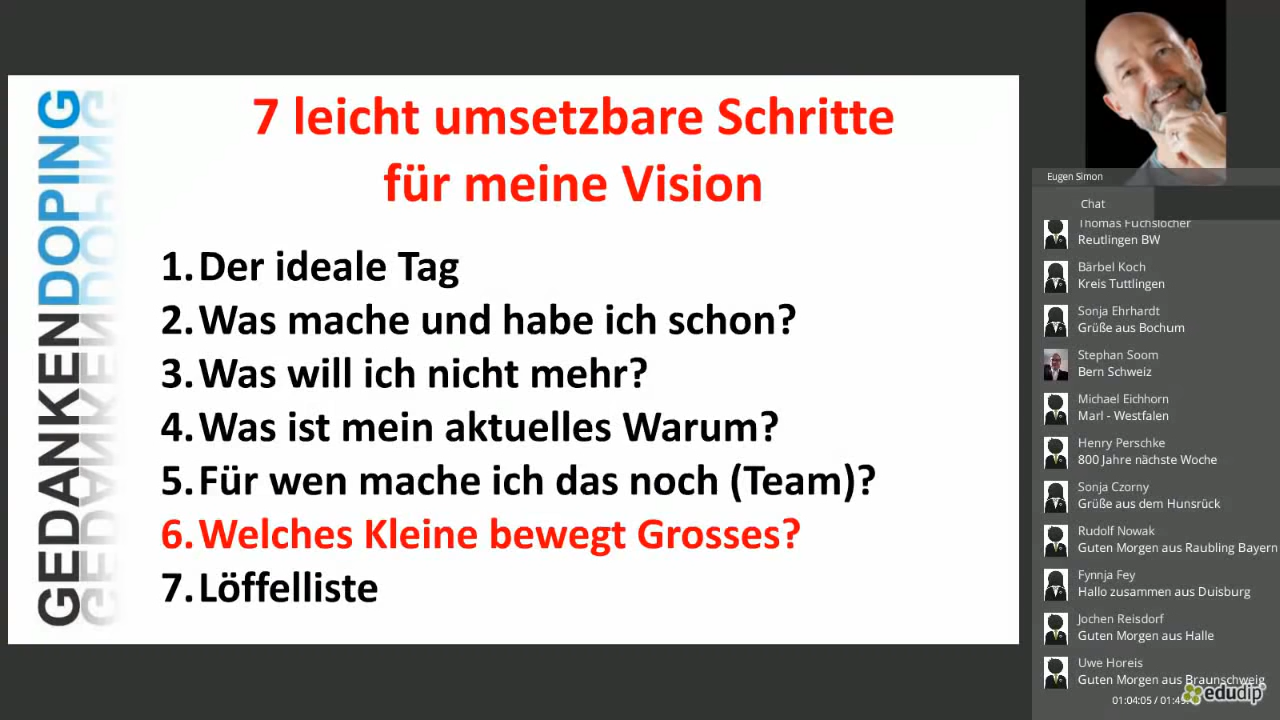 GEDANKENDOPING
7 leicht umsetzbare Schritte
für meine Vision
1. Der ideale Tag
2. Was mache und habe ich schon?
3. Was will ich nicht mehr?
4. Was ist mein aktuelles Warum?
5. Für wen mache ich das noch (Team)?
6. Welches Kleine bewegt Grosses?
7. Löffelliste
Eugen Simon
Chat
Thomas Fuchslocher
Reutlingen BW
Bärbel Koch
Kreis Tuttlingen
Sonja Ehrhardt
Grüße aus Bochum
Stephan Soom
Bern Schweiz
Michael Eichhorn
Marl - Westfalen
Henry Perschke
800 Jahre nächste Woche
Sonja Czorny
Grüße aus dem Hunsrück
Rudolf Nowak
Guten Morgen aus Raubling Bayern
Fynnja Fey
Hallo zusammen aus Duisburg
Jochen Reisdorf
Guten Morgen aus Halle
Uwe Horeis
Guten Morgen aus Braunschweig
01:04:05 /
edudip